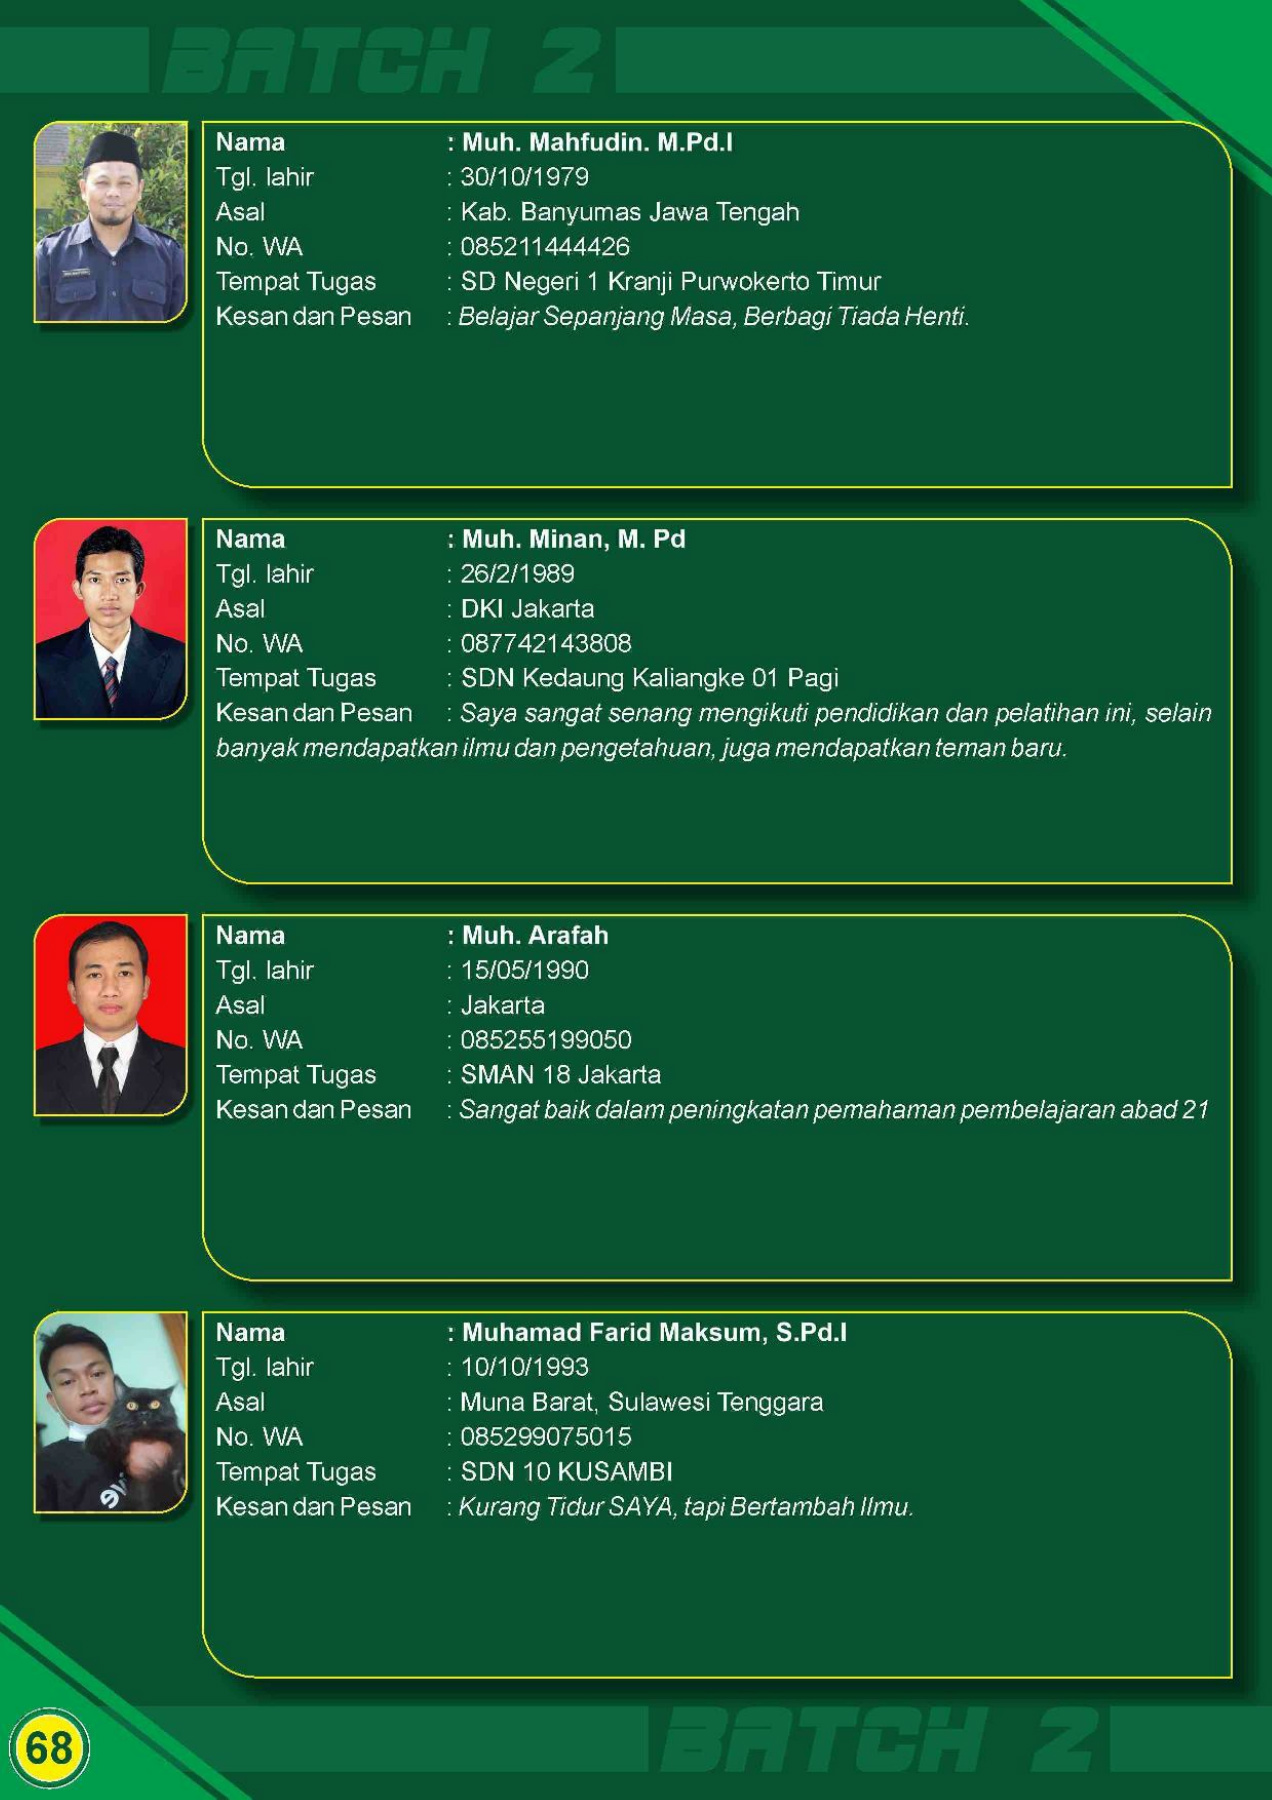 BATCH 2
Nama : Muh. Mahfudin. M.Pd.I
Tgl. lahir : 30/10/1979
Asal : Kab. Banyumas Jawa Tengah
No. WA : 085211444426
Tempat Tugas : SD Negeri 1 Kranji Purwokerto Timur
Kesan dan Pesan : Belajar Sepanjang Masa, Berbagi Tiada Henti.
Nama : Muh. Minan, M. Pd
Tgl. lahir : 26/2/1989
Asal : DKI Jakarta
No. WA : 087742143808
Tempat Tugas : SDN Kedaung Kaliangke 01 Pagi
Kesan dan Pesan : Saya sangat senang mengikuti pendidikan dan pelatihan ini, selain
banyak mendapatkan ilmu dan pengetahuan, juga mendapatkan teman baru.
Nama : Muh. Arafah
Tgl. lahir : 15/05/1990
Asal : Jakarta
No. WA : 085255199050
Tempat Tugas : SMAN 18 Jakarta
Kesan dan Pesan : Sangat baik dalam peningkatan pemahaman pembelajaran abad 21
Nama : Muhamad Farid Maksum, S.Pd.I
Tgl. lahir : 10/10/1993
Asal : Muna Barat, Sulawesi Tenggara
No. WA : 085299075015
Tempat Tugas : SDN 10 KUSAMBI
Kesan dan Pesan : Kurang Tidur SAYA, tapi Bertambah Ilmu.
68
BATCH 2